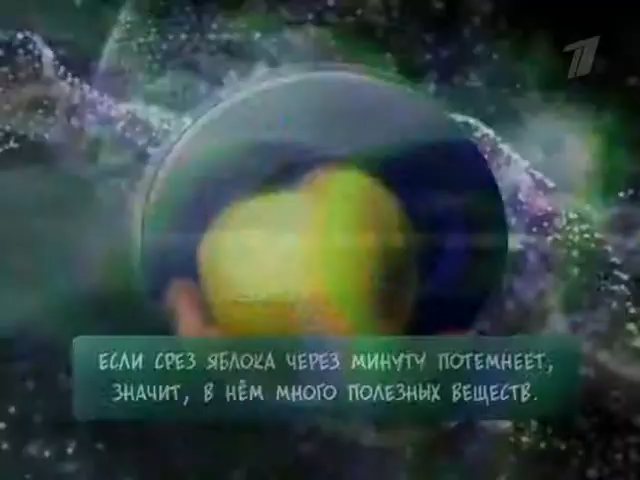 ЕСЛИ СРЕЗ ЯБЛОКА ЧЕРЕЗ МИНУТУ ПОТЕМНЕЕТ,
ЗНАЧИТ, В НЁМ МНОГО ПОЛЕЗНЫХ ВЕЩЕСТВ.